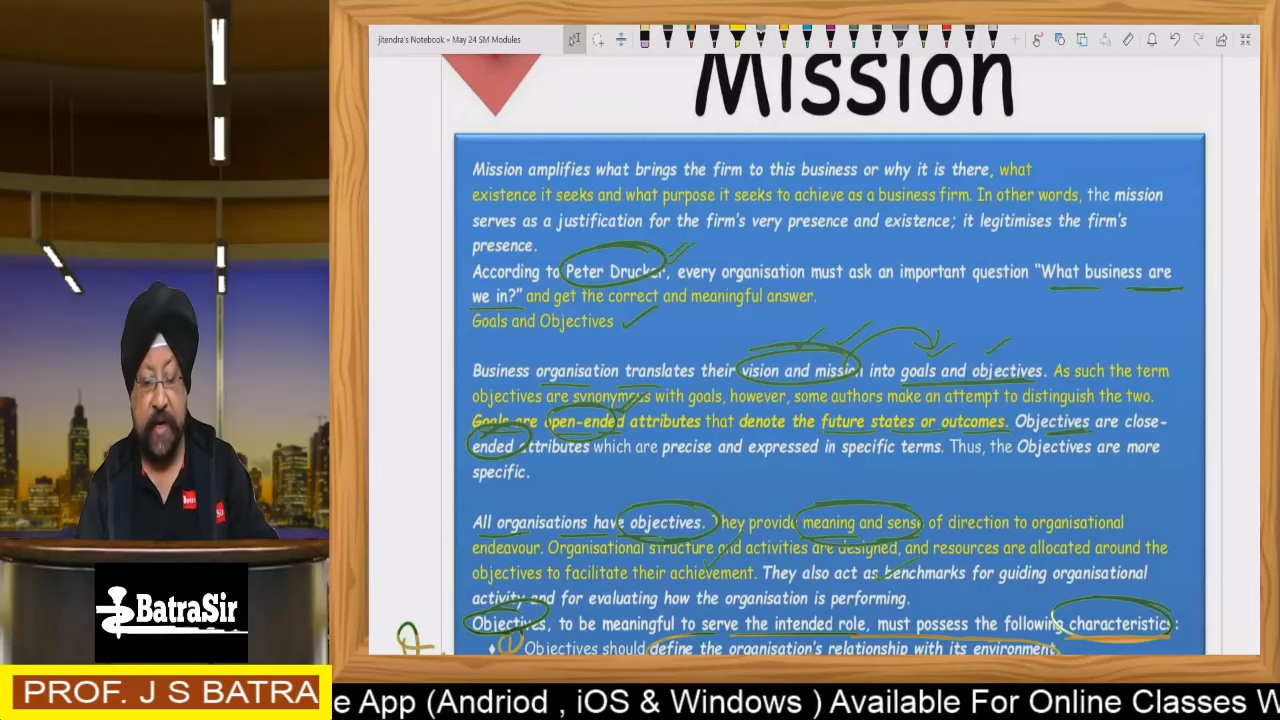 jitendra's Notebook » May 24 SM Modules
Mission
Mission amplifies what brings the firm to this business or why it is there, what
existence it seeks and what purpose it seeks to achieve as a business firm. In other words, the mission
serves as a justification for the firm's very presence and existence; it legitimises the firm's
presence.
According to Peter Drucker, every organisation must ask an important question "What business are
we in?" and get the correct and meaningful answer.
Goals and Objectives
Business organisation translates their vision and mission into goals and objectives. As such the term
objectives are synonymous with goals, however, some authors make an attempt to distinguish the two.
Goals are open-ended attributes that denote the future states or outcomes. Objectives are close-
ended attributes which are precise and expressed in specific terms. Thus, the Objectives are more
specific.
All organisations have objectives. They provide meaning and sense of direction to organisational
endeavour. Organisational structure and activities are designed, and resources are allocated around the
objectives to facilitate their achievement. They also act as benchmarks for guiding organisational
activity and for evaluating how the organisation is performing.
Objectives, to be meaningful to serve the intended role, must possess the following characteristics:
♦ Objectives should define the organisation's relationship with its environment.
Batra
BatraSir
PROF. J S BATRA
e App (Andriod , iOS & Windows ) Available For Online Classes W